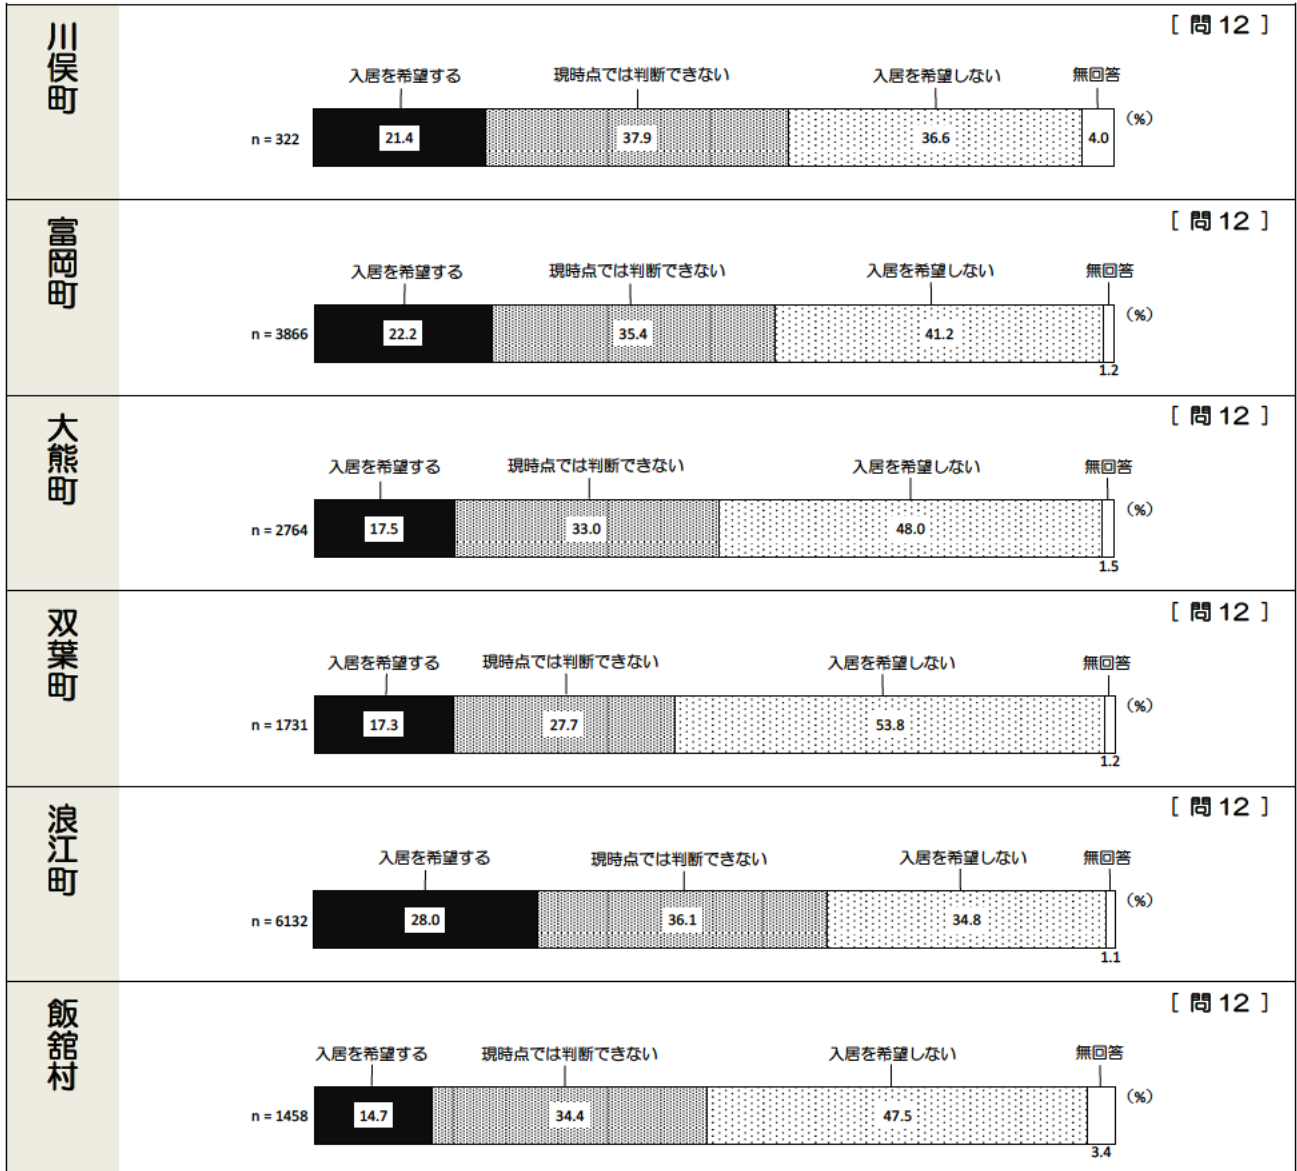 川俣町
[ 問12 ]
入居を希望する 現時点では判断できない 入居を希望しない 無回答
n = 322 21.4 37.9 36.6 4.0 (%)
富岡町
[ 問12 ]
入居を希望する 現時点では判断できない 入居を希望しない 無回答
n = 3866 22.2 35.4 41.2 (%)
1.2
大熊町
[ 問12 ]
入居を希望する 現時点では判断できない 入居を希望しない 無回答
n = 2764 17.5 33.0 48.0 (%)
1.5
双葉町
[ 問12 ]
入居を希望する 現時点では判断できない 入居を希望しない 無回答
n = 1731 17.3 27.7 53.8 (%)
1.2
浪江町
[ 問12 ]
入居を希望する 現時点では判断できない 入居を希望しない 無回答
n = 6132 28.0 36.1 34.8 (%)
1.1
飯舘村
[ 問12 ]
入居を希望する 現時点では判断できない 入居を希望しない 無回答
n = 1458 14.7 34.4 47.5 (%)
3.4